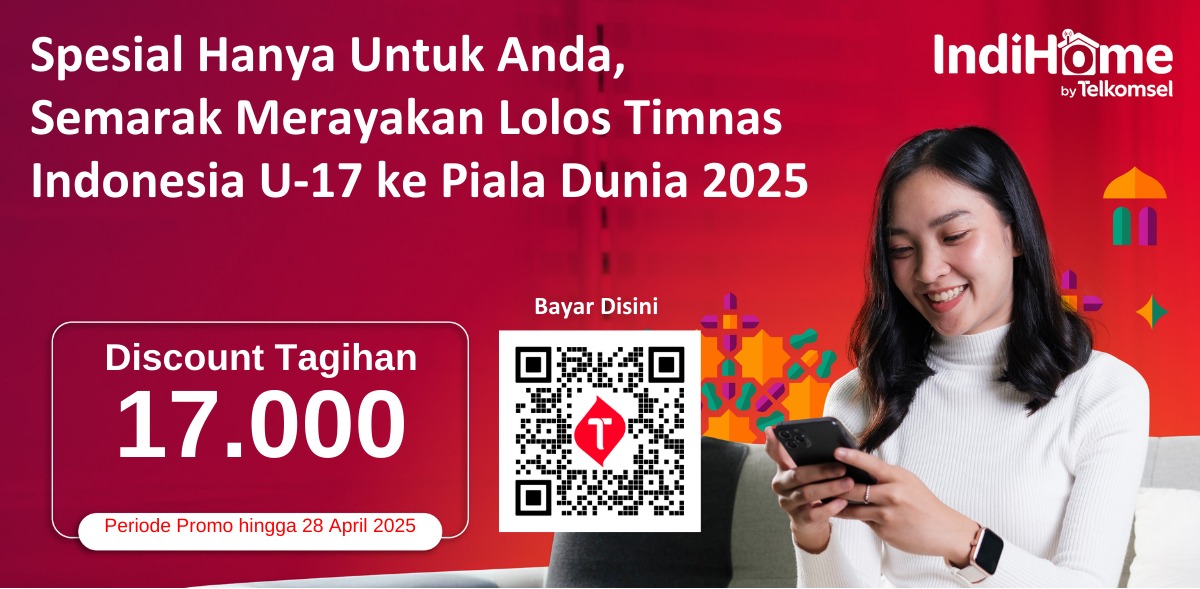 Spesial Hanya Untuk Anda,
Semarak Merayakan Lolos Timnas
Indonesia U-17 ke Piala Dunia 2025
IndiHome
by Telkomsel
Bayar Disini
Discount Tagihan
17.000
Periode Promo hingga 28 April 2025